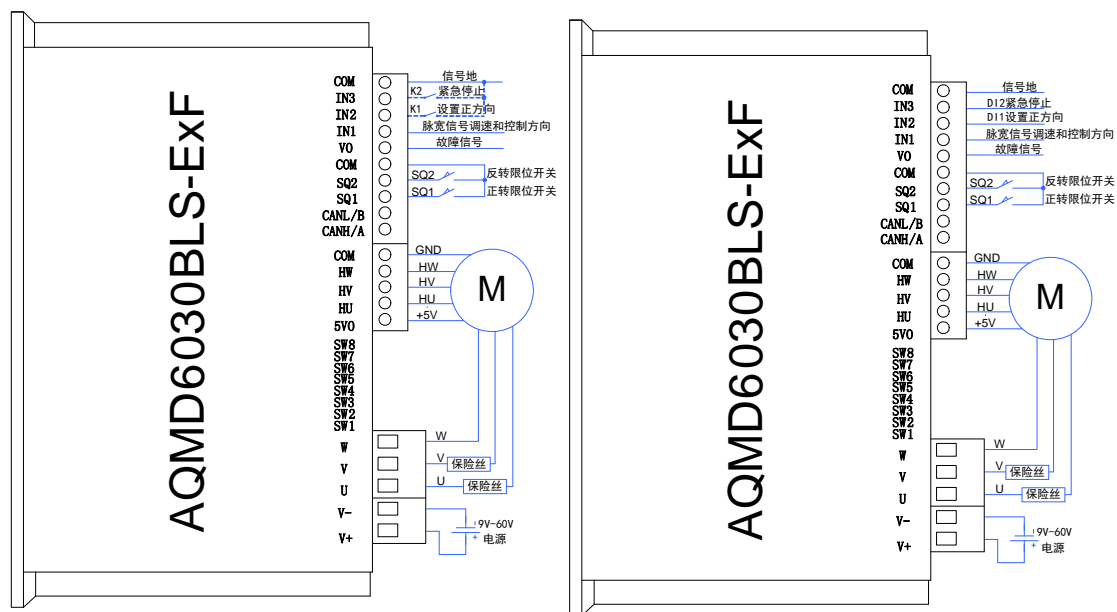 AQMD6030BLS-ExF
COM 信号地
IN3 K2 紧急停止
IN2 K1 设置正方向
IN1 脉宽信号调速和控制方向
VO 故障信号
COM
SQ2 SQ2 反转限位开关
SQ1 SQ1 正转限位开关
CANL/B
CANH/A
COM GND
HW HW
HV HV
HU HU
5VO +5V
M
SW8
SW7
SW6
SW5
SW4
SW3
SW2
SW1
W W
V V 保险丝
U U 保险丝
V- 9V-60V
V+ + 电源
AQMD6030BLS-ExF
COM 信号地
IN3 DI2紧急停止
IN2 DI1设置正方向
IN1 脉宽信号调速和控制方向
VO 故障信号
COM
SQ2 SQ2 反转限位开关
SQ1 SQ1 正转限位开关
CANL/B
CANH/A
COM GND
HW HW
HV HV
HU HU
5VO +5V
M
SW8
SW7
SW6
SW5
SW4
SW3
SW2
SW1
W W
V V 保险丝
U U 保险丝
V- 9V-60V
V+ + 电源